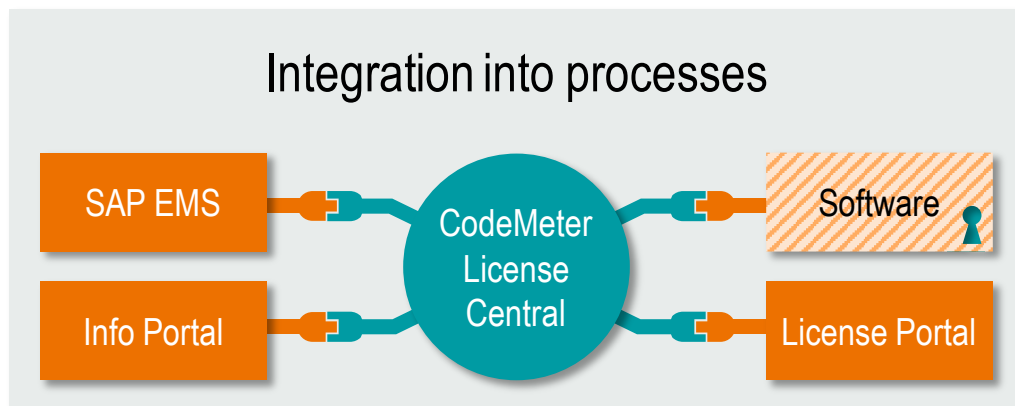 Integration into processes
SAP EMS
Info Portal
CodeMeter
License
Central
Software
License Portal